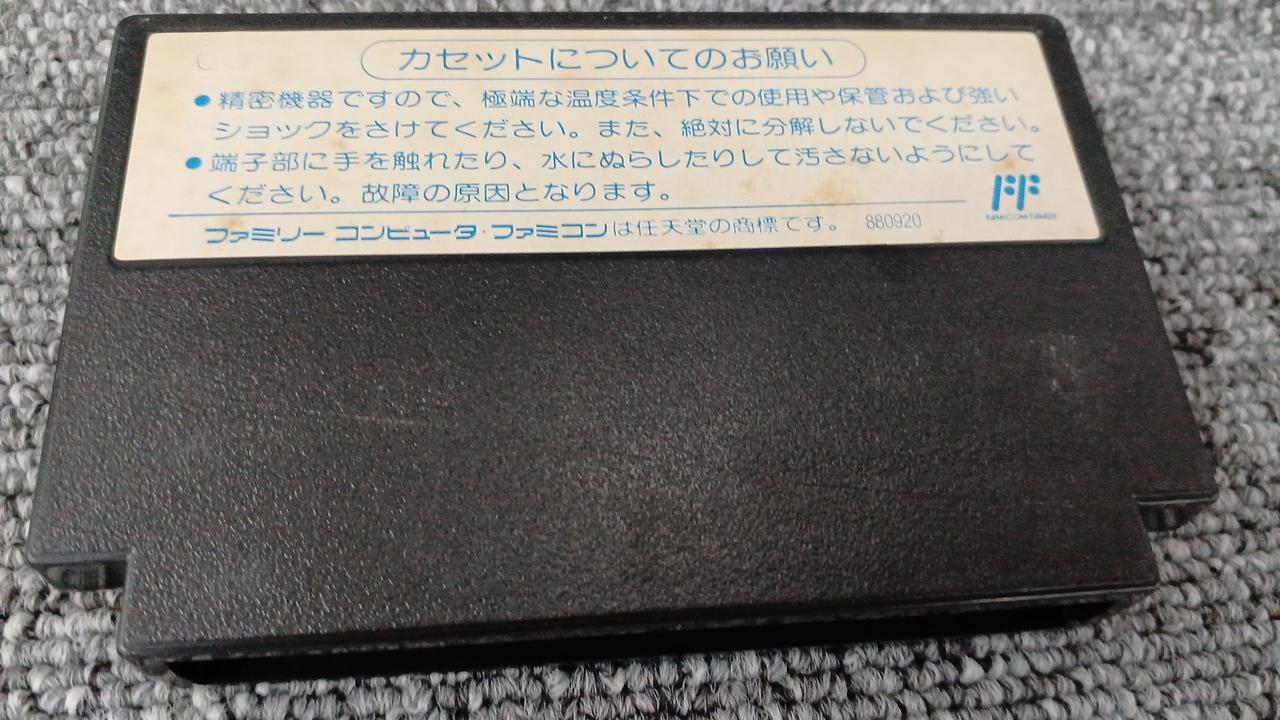 カセットについてのお願い
●精密機器ですので、極端な温度条件下での使用や保管および強い
ショックをさけてください。また、絶対に分解しないでください。
●端子部に手を触れたり、水にぬらしたりして汚さないようにして
ください。故障の原因となります。
FF
FAMICOM FAMILY
ファミリー コンピュータ・ファミコンは任天堂の商標です。 880920